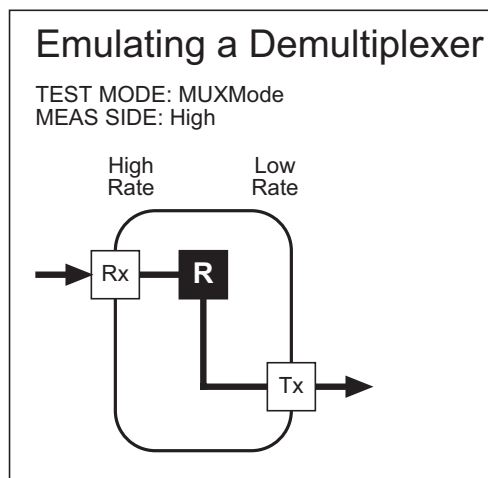 Emulating a Demultiplexer
TEST MODE: MUXMode
MEAS SIDE: High
High
Rate
Low
Rate
Rx
R
Tx